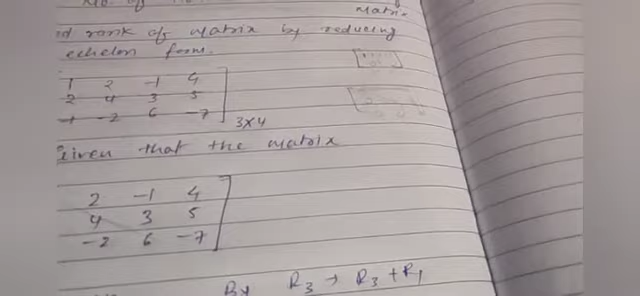 rank of matrix by reducing
echelon form.
1 2 -1 4
2 4 3 5
-1 -2 6 -7
3×4
Given that the matrix
2 -1 4
4 3 5
-2 6 -7
By R3 → R3 + R1